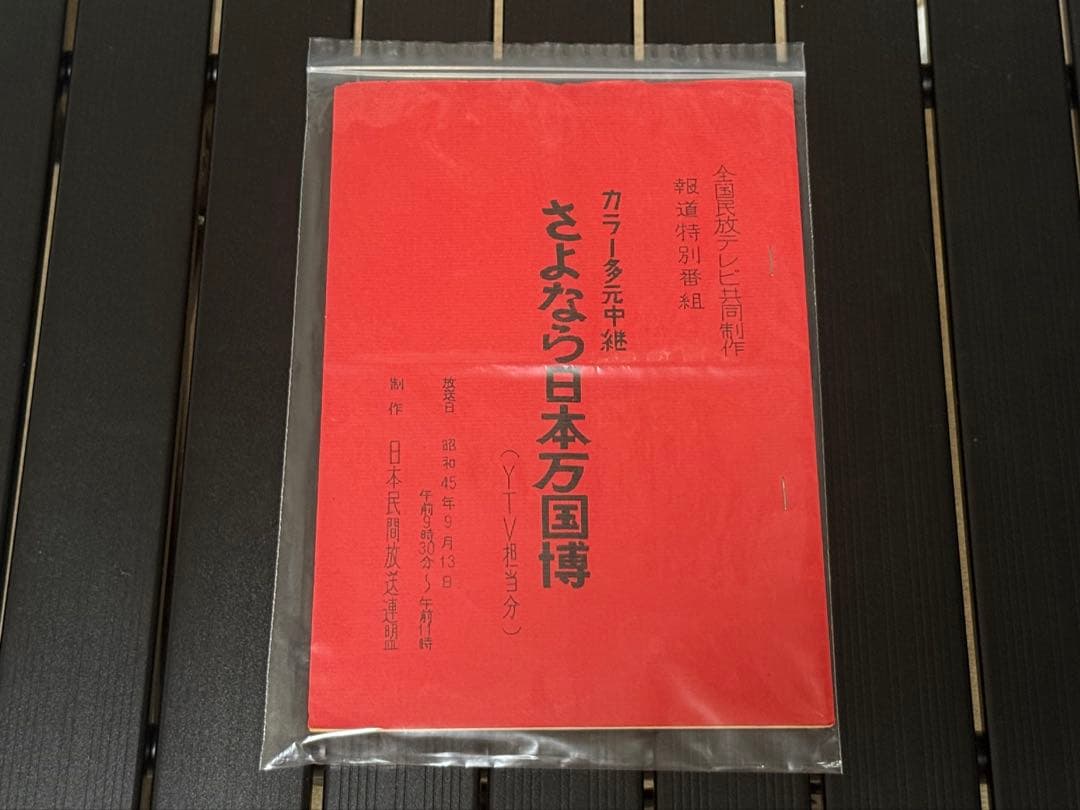 全国民放テレビ共同制作
報道特別番組
カラー多元中継
さよなら日本万国博
(YTV担当分)
放送日 昭和45年9月13日
午前9時30分〜午前11時
制作 日本民間放送連盟